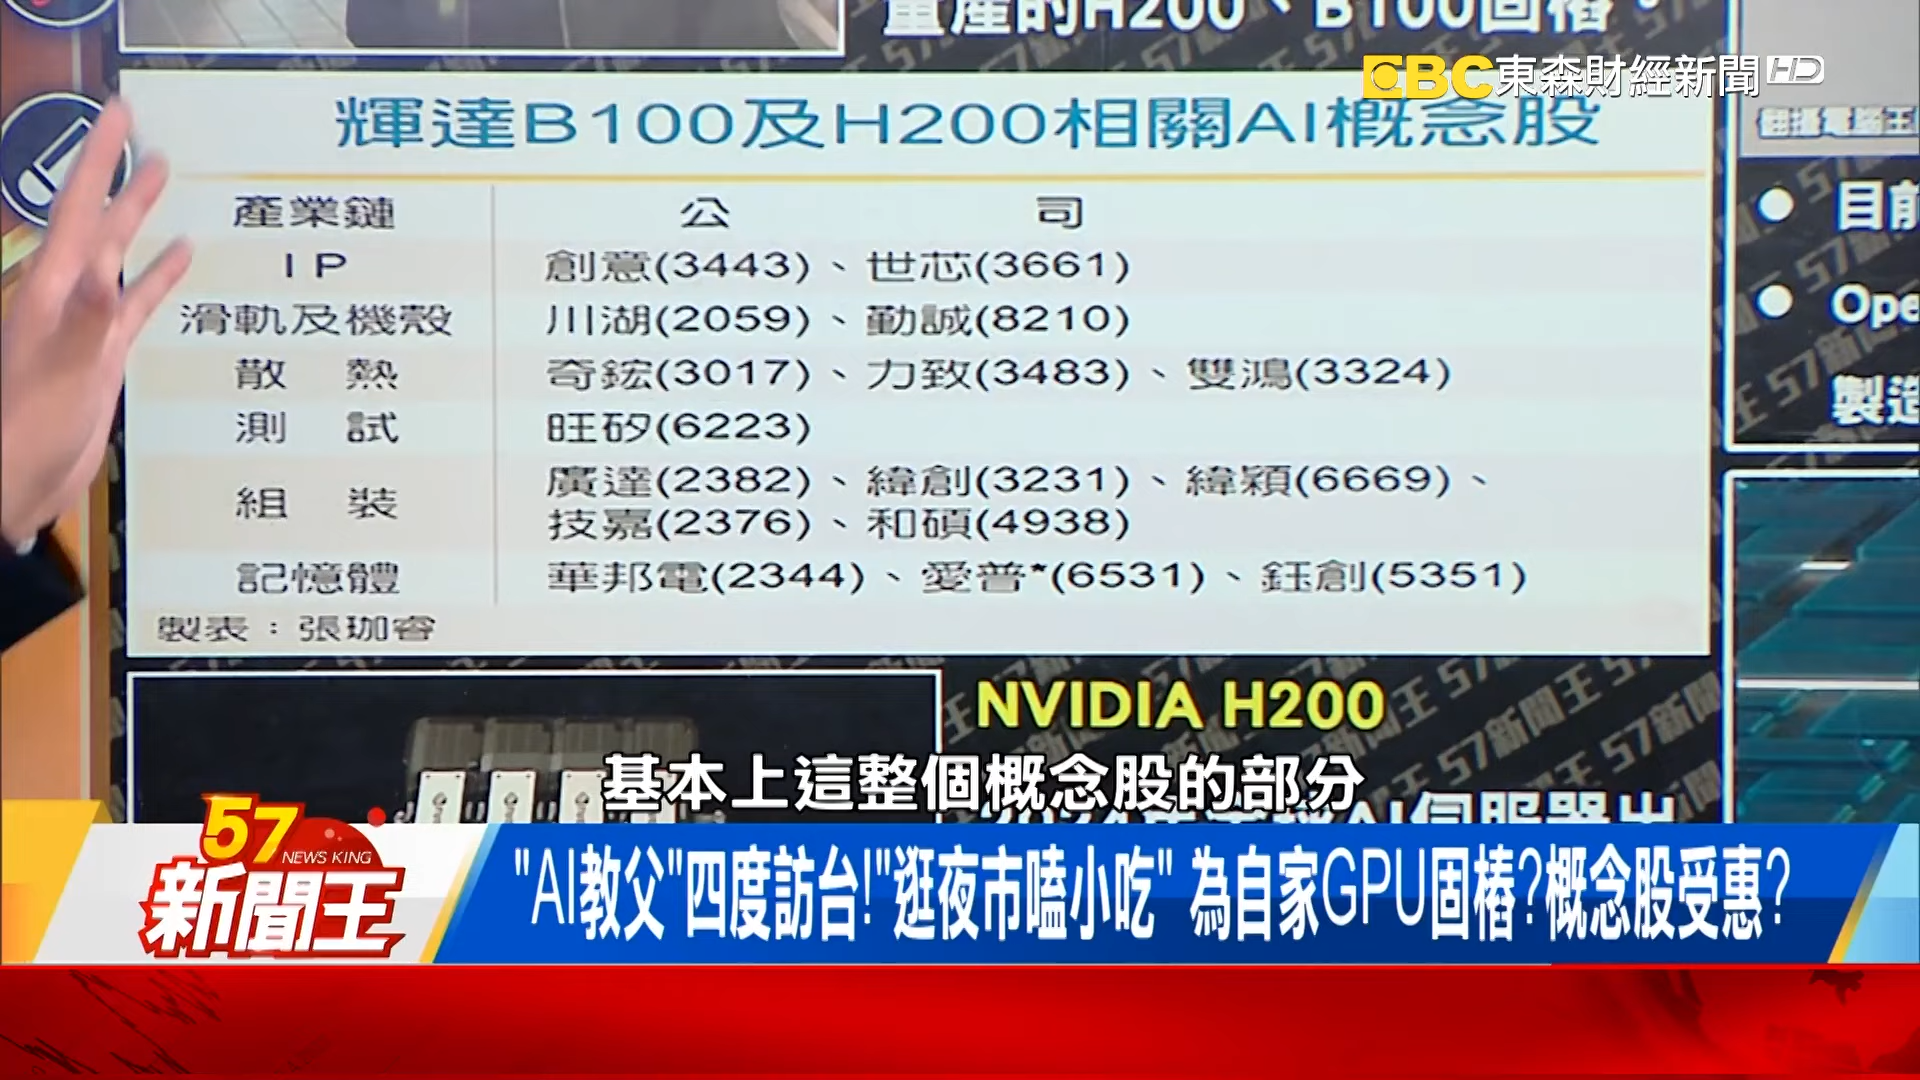 量產的H200、B100固樁。
EBC東森財經新聞HD
輝達B100及H200相關AI概念股
產業鏈 公司
IP 創意(3443)、世芯(3661)
滑軌及機殼 川湖(2059)、勤誠(8210)
散熱 奇鋐(3017)、力致(3483)、雙鴻(3324)
測試 旺矽(6223)
組裝 廣達(2382)、緯創(3231)、緯穎(6669)、
技嘉(2376)、和碩(4938)
記憶體 華邦電(2344)、愛普*(6531)、鈺創(5351)
製表：張珈睿
目前
Ope
製造
NVIDIA H200
基本上這整個概念股的部分
57
NEWS KING
新聞王
"AI教父"四度訪台!"逛夜市嗑小吃" 為自家GPU固樁?概念股受惠?